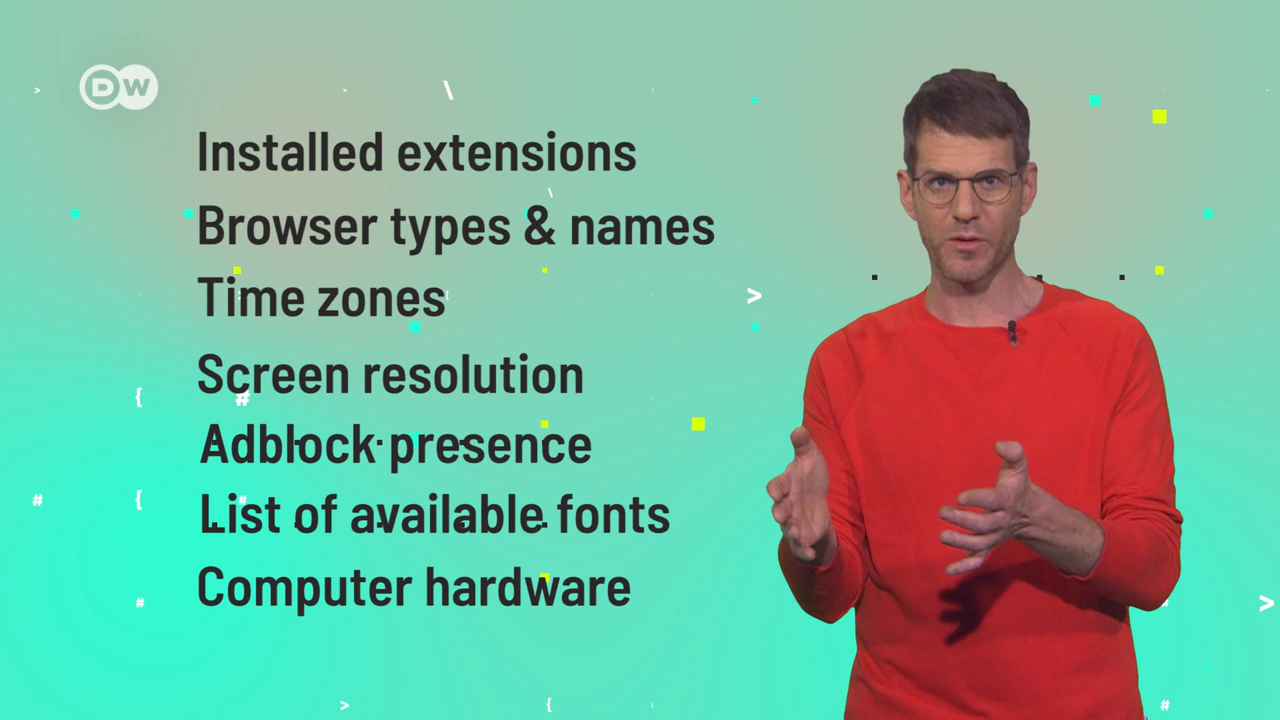 DW
Installed extensions
Browser types & names
Time zones
Screen resolution
Adblock presence
List of available fonts
Computer hardware